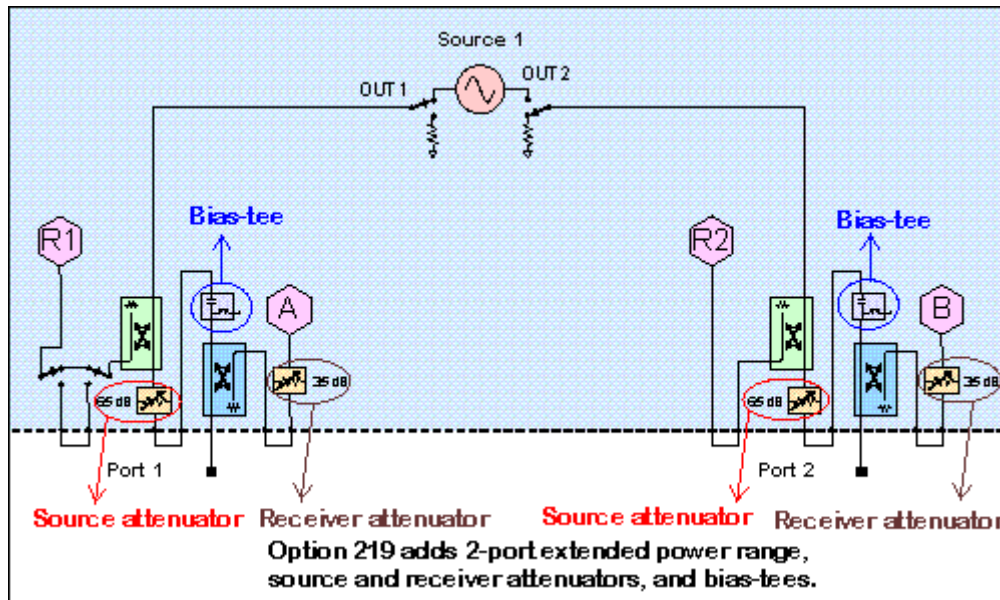 Source 1
OUT 1
OUT 2
Bias-tee
Bias-tee
R1
R2
A
B
65 dB
35 dB
65 dB
35 dB
Port 1
Port 2
Source attenuator
Receiver attenuator
Source attenuator
Receiver attenuator
Option 219 adds 2-port extended power range,
source and receiver attenuators, and bias-tees.